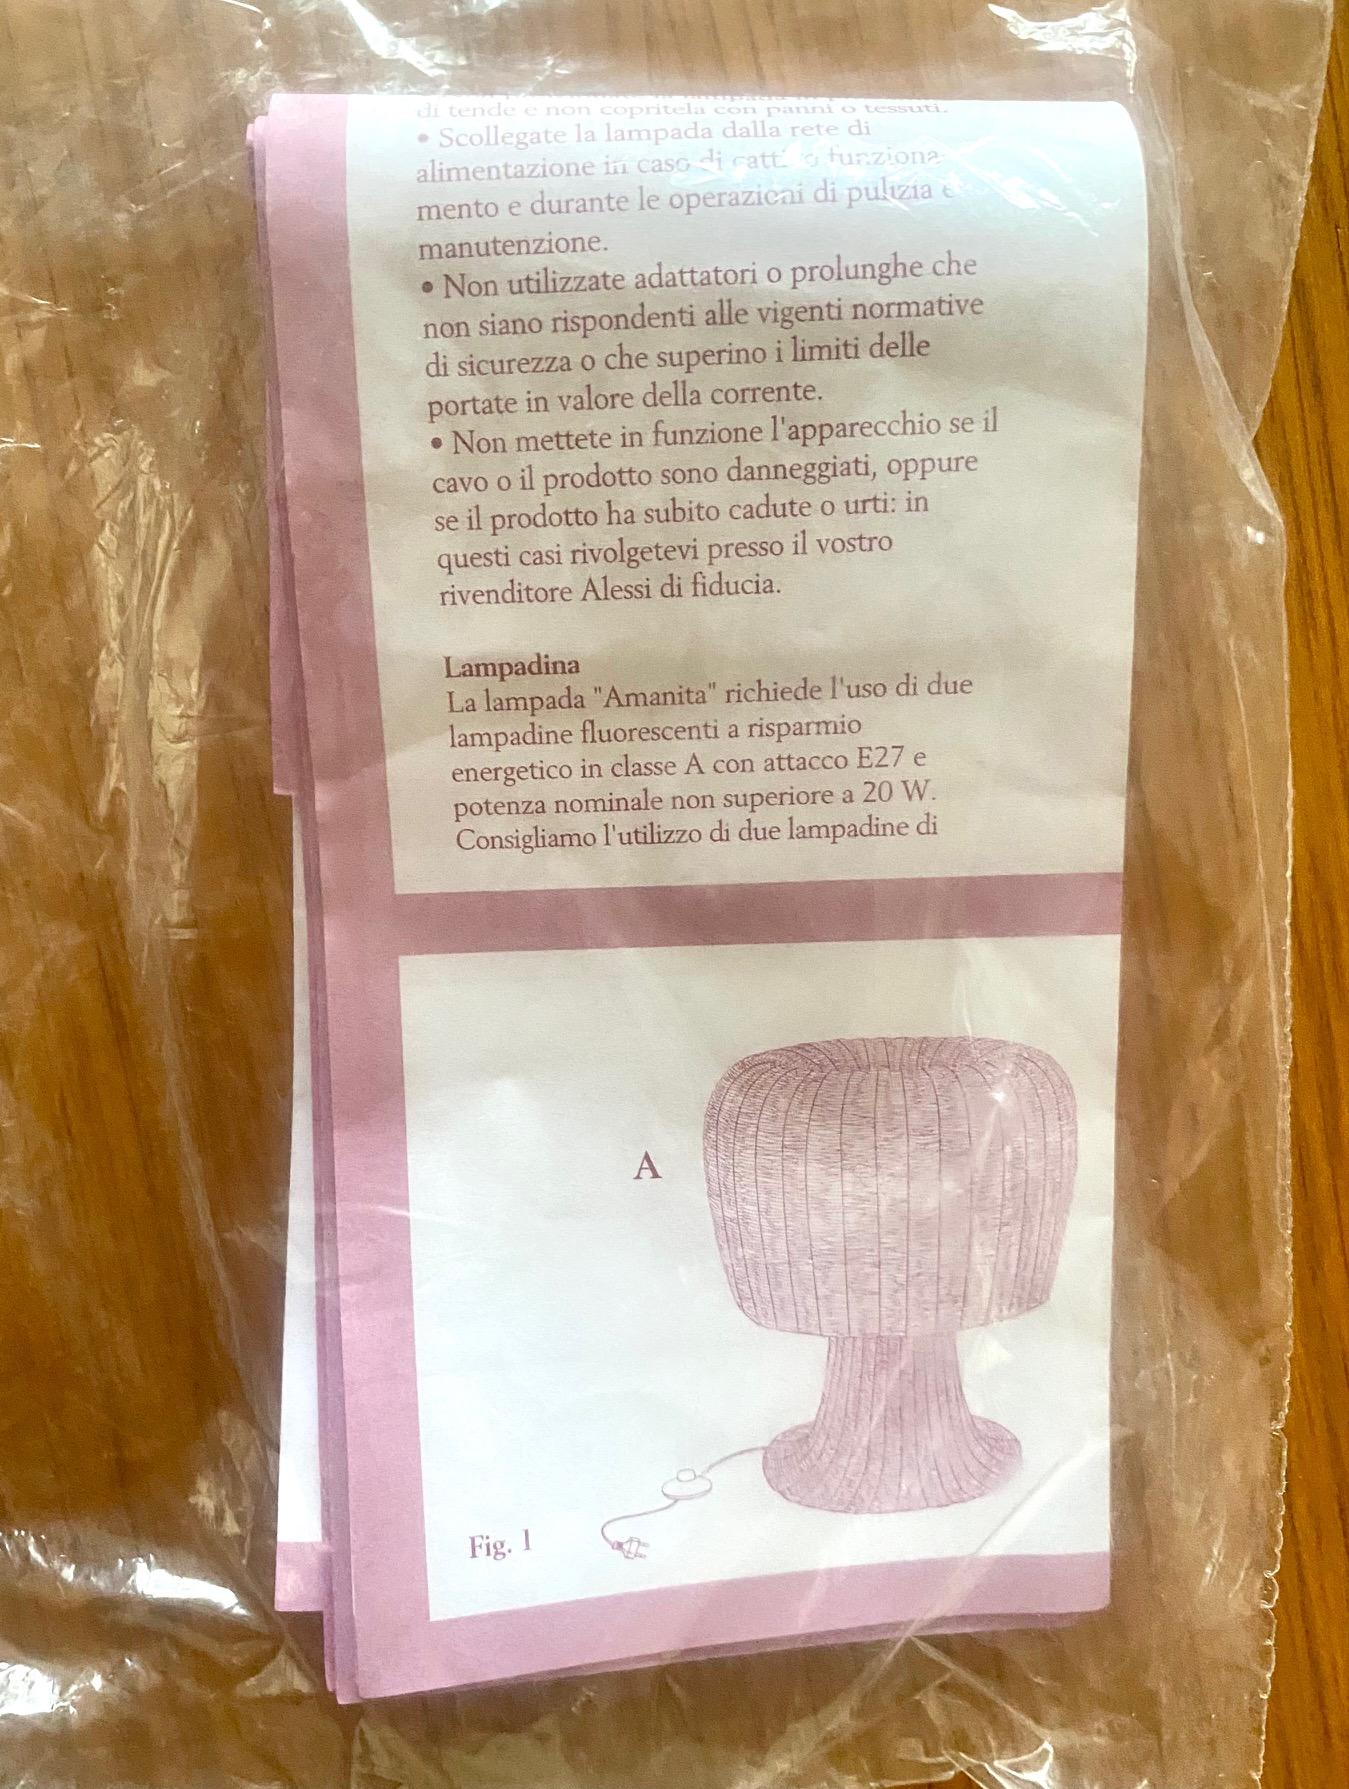 di tende e non copritela con panni o tessuti.
• Scollegate la lampada dalla rete di
alimentazione in caso di cattivo funziona-
mento e durante le operazioni di pulizia e
manutenzione.
• Non utilizzate adattatori o prolunghe che
non siano rispondenti alle vigenti normative
di sicurezza o che superino i limiti delle
portate in valore della corrente.
• Non mettete in funzione l'apparecchio se il
cavo o il prodotto sono danneggiati, oppure
se il prodotto ha subito cadute o urti: in
questi casi rivolgetevi presso il vostro
rivenditore Alessi di fiducia.
Lampadina
La lampada "Amanita" richiede l'uso di due
lampadine fluorescenti a risparmio
energetico in classe A con attacco E27 e
potenza nominale non superiore a 20 W.
Consigliamo l'utilizzo di due lampadine di
A
Fig. 1